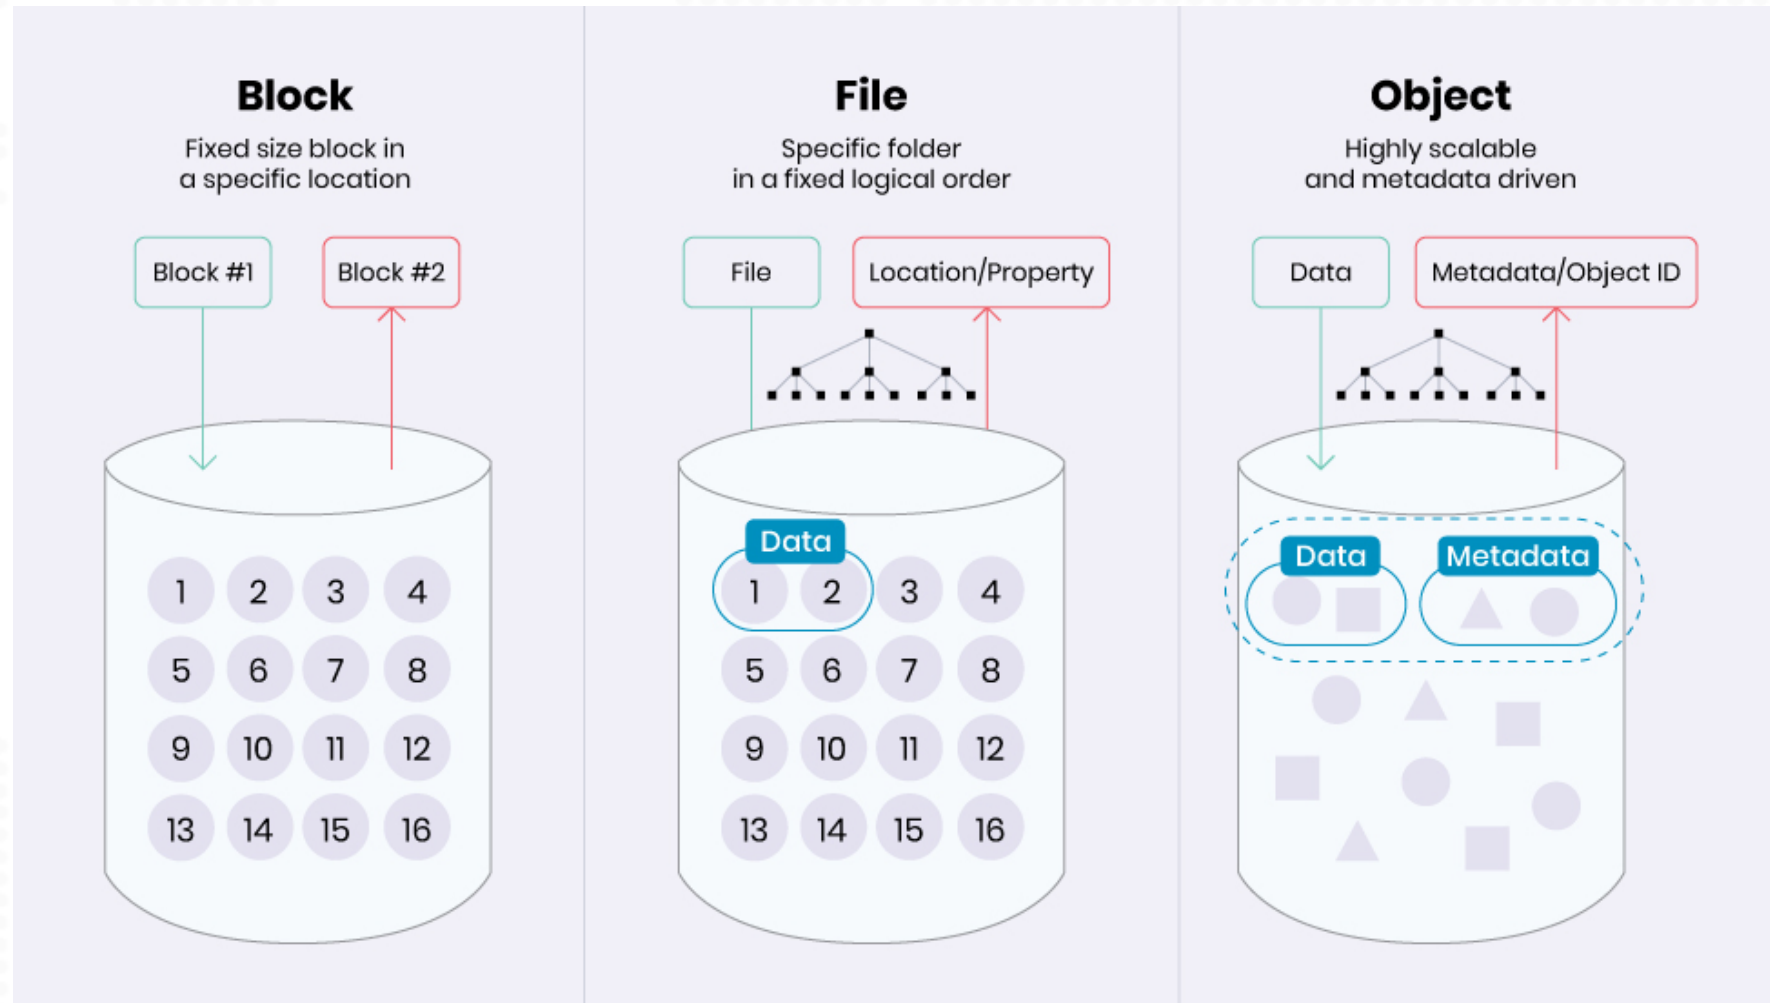 Block
Fixed size block in
a specific location
Block #1
Block #2
1 2 3 4
5 6 7 8
9 10 11 12
13 14 15 16
File
Specific folder
in a fixed logical order
File
Location/Property
Data
1 2 3 4
5 6 7 8
9 10 11 12
13 14 15 16
Object
Highly scalable
and metadata driven
Data
Metadata/Object ID
Data
Metadata